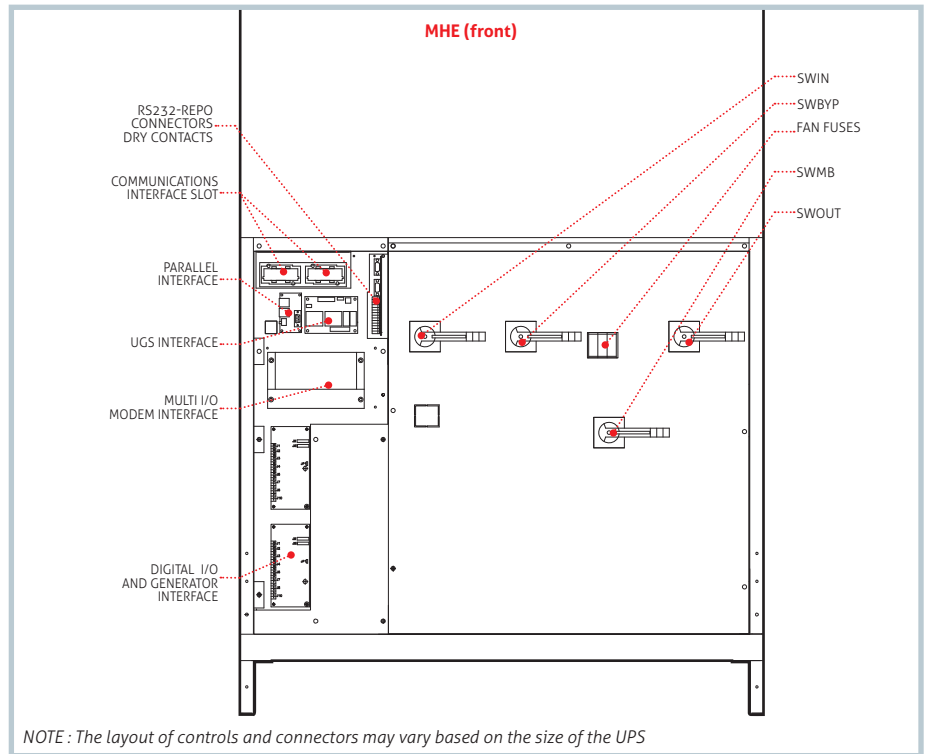 MHE (front)
RS232-REPO
CONNECTORS
DRY CONTACTS
COMMUNICATIONS
INTERFACE SLOT
PARALLEL
INTERFACE
UGS INTERFACE
MULTI I/O
MODEM INTERFACE
DIGITAL I/O
AND GENERATOR
INTERFACE
SWIN
SWBYP
FAN FUSES
SWMB
SWOUT
NOTE : The layout of controls and connectors may vary based on the size of the UPS